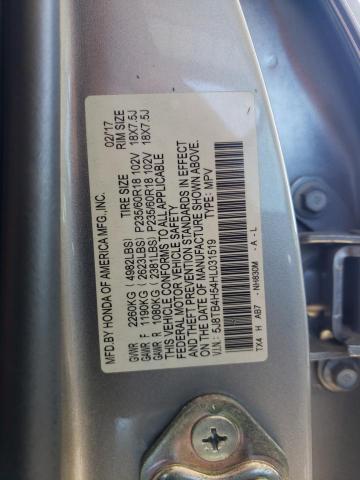 MFD.BY HONDA OF AMERICA MFG.,INC. 02/17
TIRE SIZE RIM SIZE
GVWR 2260KG ( 4982LBS)
GAWR F 1190KG ( 2623LBS) P235/60R18 102V 18X7.5J
GAWR R 1080KG ( 2381LBS) P235/60R18 102V 18X7.5J
THIS VEHICLE CONFORMS TO ALL APPLICABLE
FEDERAL MOTOR VEHICLE SAFETY
AND THEFT PREVENTION STANDARDS IN EFFECT
ON THE DATE OF MANUFACTURE SHOWN ABOVE.
V.I.N.: 5J8TB4H54HL031519 TYPE: MPV
TX4 H AB7 NH830M - A - L